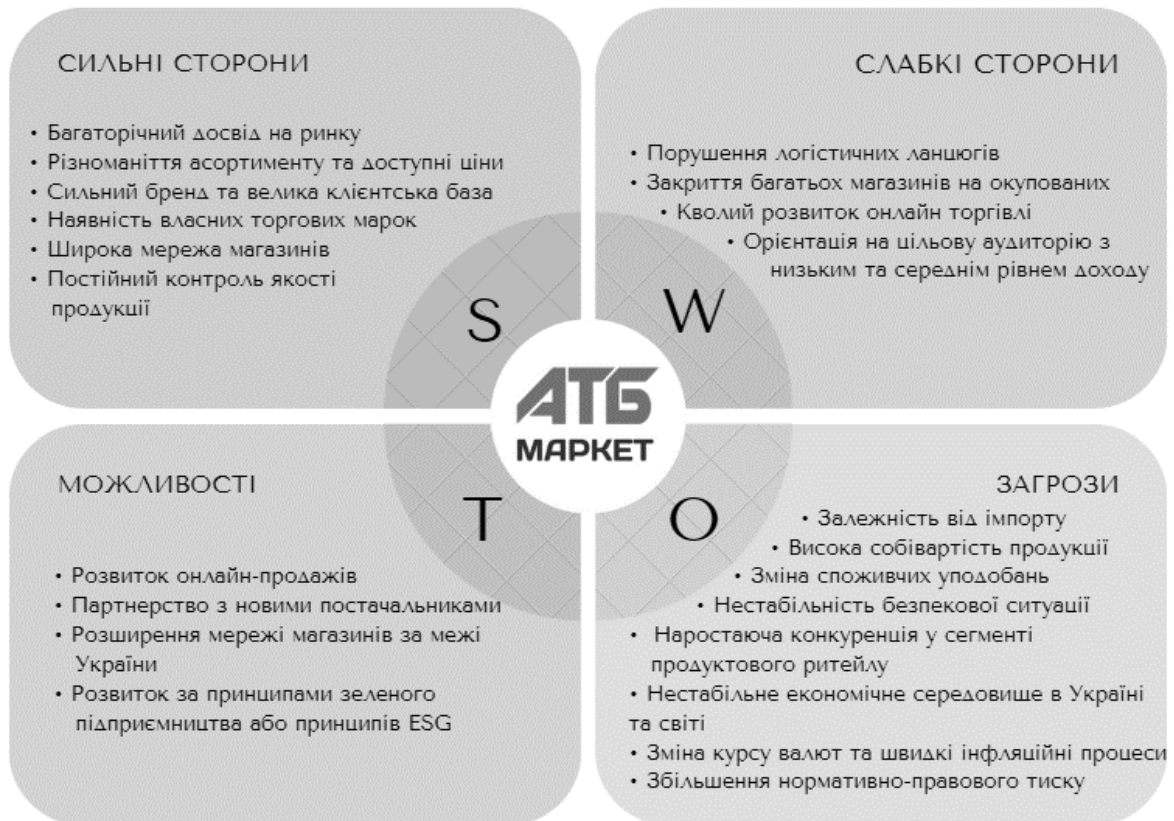 СИЛЬНІ СТОРОНИ
• Багаторічний досвід на ринку
• Різноманіття асортименту та доступні ціни
• Сильний бренд та велика клієнтська база
• Наявність власних торгових марок
• Широка мережа магазинів
• Постійний контроль якості
продукції
S
СЛАБКІ СТОРОНИ
• Порушення логістичних ланцюгів
• Закриття багатьох магазинів на окупованих
• Кволий розвиток онлайн торгівлі
• Орієнтація на цільову аудиторію з
низьким та середнім рівнем доходу
W
АТБ
МАРКЕТ
МОЖЛИВОСТІ
• Розвиток онлайн-продажів
• Партнерство з новими постачальниками
• Розширення мережі магазинів за межі
України
• Розвиток за принципами зеленого
підприємництва або принципів ESG
T
ЗАГРОЗИ
• Залежність від імпорту
• Висока собівартість продукції
• Зміна споживчих уподобань
• Нестабільність безпекової ситуації
• Наростаюча конкуренція у сегменті
продуктового ритейлу
• Нестабільне економічне середовище в Україні
та світі
• Зміна курсу валют та швидкі інфляційні процеси
• Збільшення нормативно-правового тиску
O